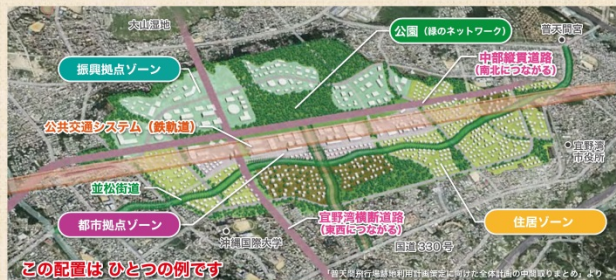 大山湿地
普天間宮
公園（緑のネットワーク）
振興拠点ゾーン
中部縦貫道路
（南北につながる）
公共交通システム（鉄軌道）
宜野湾
市役所
並松街道
都市拠点ゾーン
宜野湾横断道路
（東西につながる）
住居ゾーン
沖縄国際大学
国道330号
この配置は ひとつの例です
「普天間飛行場跡地利用計画策定に向けた全体計画の中間取りまとめ」より